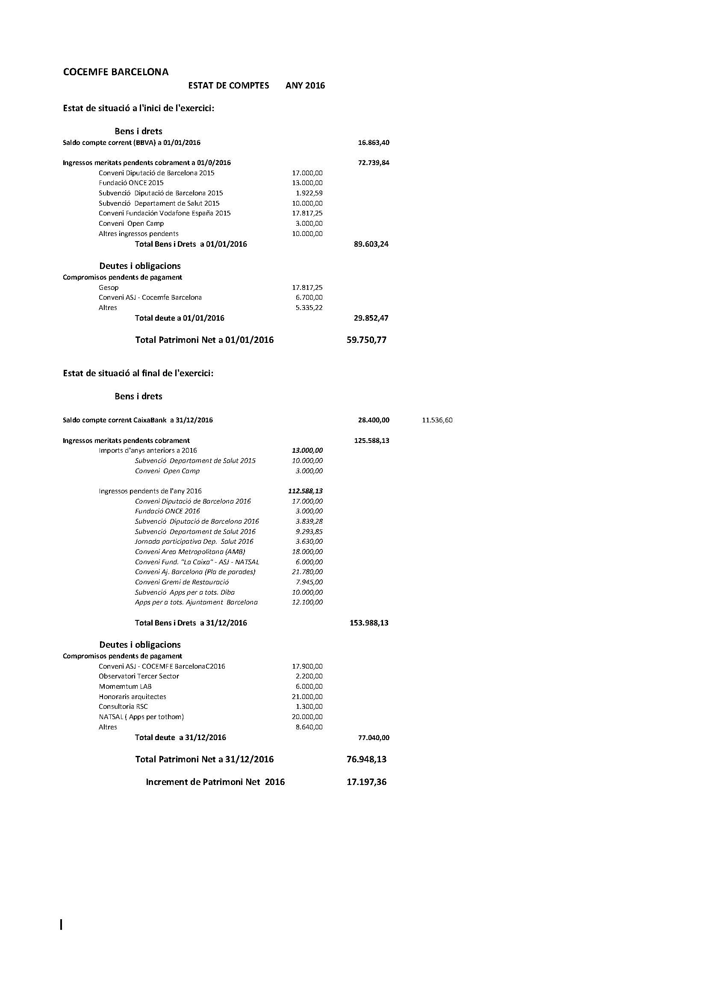 COCEMFE BARCELONA
ESTAT DE COMPTES ANY 2016
Estat de situació a l'inici de l'exercici:
Bens i drets
Saldo compte corrent (BBVA) a 01/01/2016 16.863,40
Ingressos meritats pendents cobrament a 01/0/2016 72.739,84
Conveni Diputació de Barcelona 2015 17.000,00
Fundació ONCE 2015 13.000,00
Subvenció Diputació de Barcelona 2015 1.922,59
Subvenció Departament de Salut 2015 10.000,00
Conveni Fundación Vodafone España 2015 17.817,25
Conveni Open Camp 3.000,00
Altres ingressos pendents 10.000,00
Total Bens i Drets a 01/01/2016 89.603,24
Deutes i obligacions
Compromisos pendents de pagament
Gesop 17.817,25
Conveni ASJ - Cocemfe Barcelona 6.700,00
Altres 5.335,22
Total deute a 01/01/2016 29.852,47
Total Patrimoni Net a 01/01/2016 59.750,77
Estat de situació al final de l'exercici:
Bens i drets
Saldo compte corrent CaixaBank a 31/12/2016 28.400,00 11.536,60
Ingressos meritats pendents cobrament 125.588,13
Imports d'anys anteriors a 2016 13.000,00
Subvenció Departament de Salut 2015 10.000,00
Conveni Open Camp 3.000,00
Ingressos pendents de l'any 2016 112.588,13
Conveni Diputació de Barcelona 2016 17.000,00
Fundació ONCE 2016 3.000,00
Subvenció Diputació de Barcelona 2016 3.839,28
Subvenció Departament de Salut 2016 9.293,85
Jornada participativa Dep. Salut 2016 3.630,00
Conveni Area Metropolitana (AMB) 18.000,00
Conveni Fund. "La Caixa" - ASJ - NATSAL 6.000,00
Conveni Aj. Barcelona (Pla de parades) 21.780,00
Conveni Gremi de Restauració 7.945,00
Subvenció Apps per a tots. Diba 10.000,00
Apps per a tots. Ajuntament Barcelona 12.100,00
Total Bens i Drets a 31/12/2016 153.988,13
Deutes i obligacions
Compromisos pendents de pagament
Conveni ASJ - COCEMFE BarcelonaC2016 17.900,00
Observatori Tercer Sector 2.200,00
Momemtum LAB 6.000,00
Honoraris arquitectes 21.000,00
Consultoria RSC 1.300,00
NATSAL ( Apps per tothom) 20.000,00
Altres 8.640,00
Total deute a 31/12/2016 77.040,00
Total Patrimoni Net a 31/12/2016 76.948,13
Increment de Patrimoni Net 2016 17.197,36